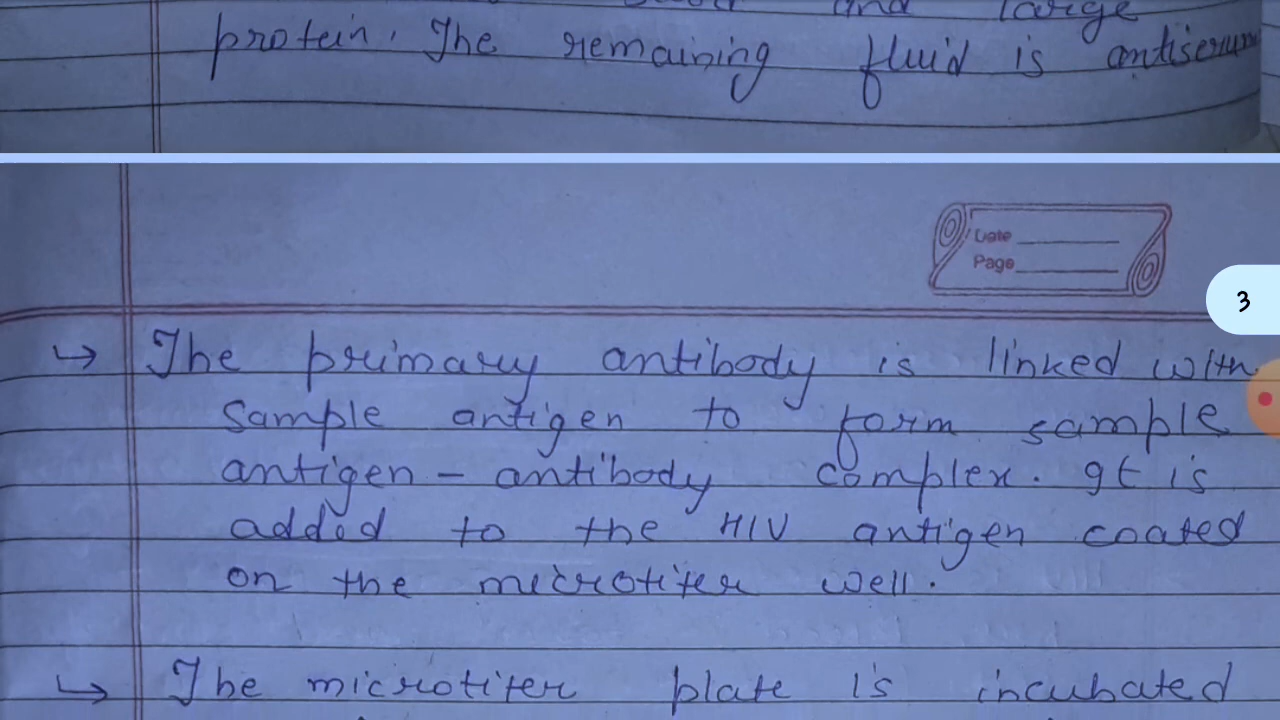 and large
protein. The remaining fluid is antiserum
Date
Page
3
↳ The primary antibody is linked with
sample antigen to form sample
antigen - antibody complex. It is
added to the HIV antigen coated
on the microtiter well.
↳ The microtiter plate is incubated